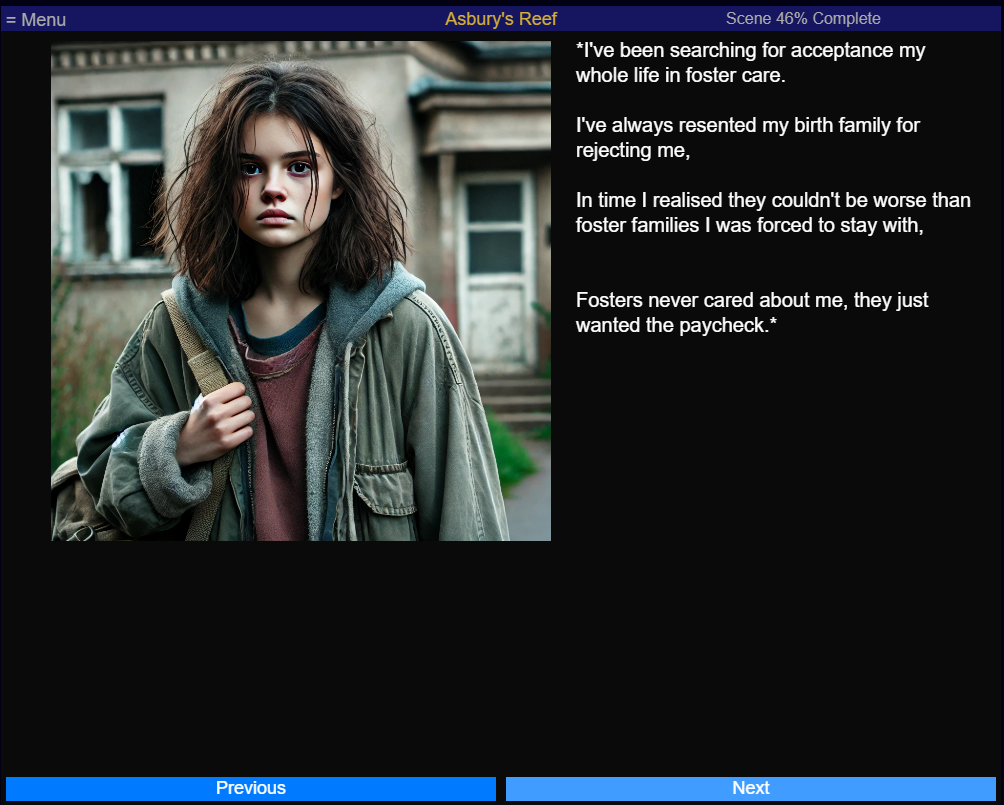 = Menu
Asbury's Reef
Scene 46% Complete
*I've been searching for acceptance my
whole life in foster care.
I've always resented my birth family for
rejecting me,
In time I realised they couldn't be worse than
foster families I was forced to stay with,
Fosters never cared about me, they just
wanted the paycheck.*
Previous
Next